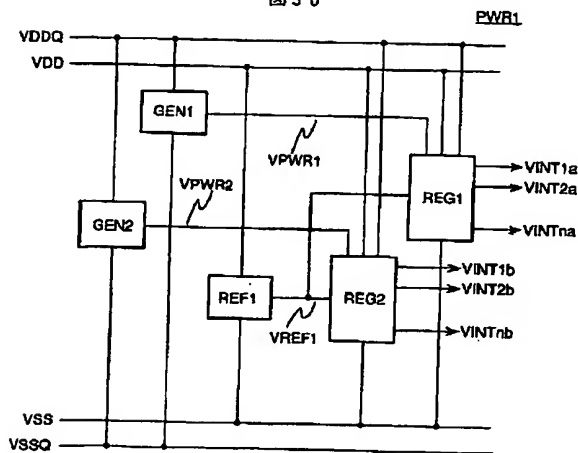 図30
PWR1
VDDQ
VDD
GEN1
VPWR1
VINT1a
VINT2a
REG1
VINTna
VPWR2
GEN2
VINT1b
VINT2b
REF1
REG2
VREF1
VINTnb
VSS
VSSQ